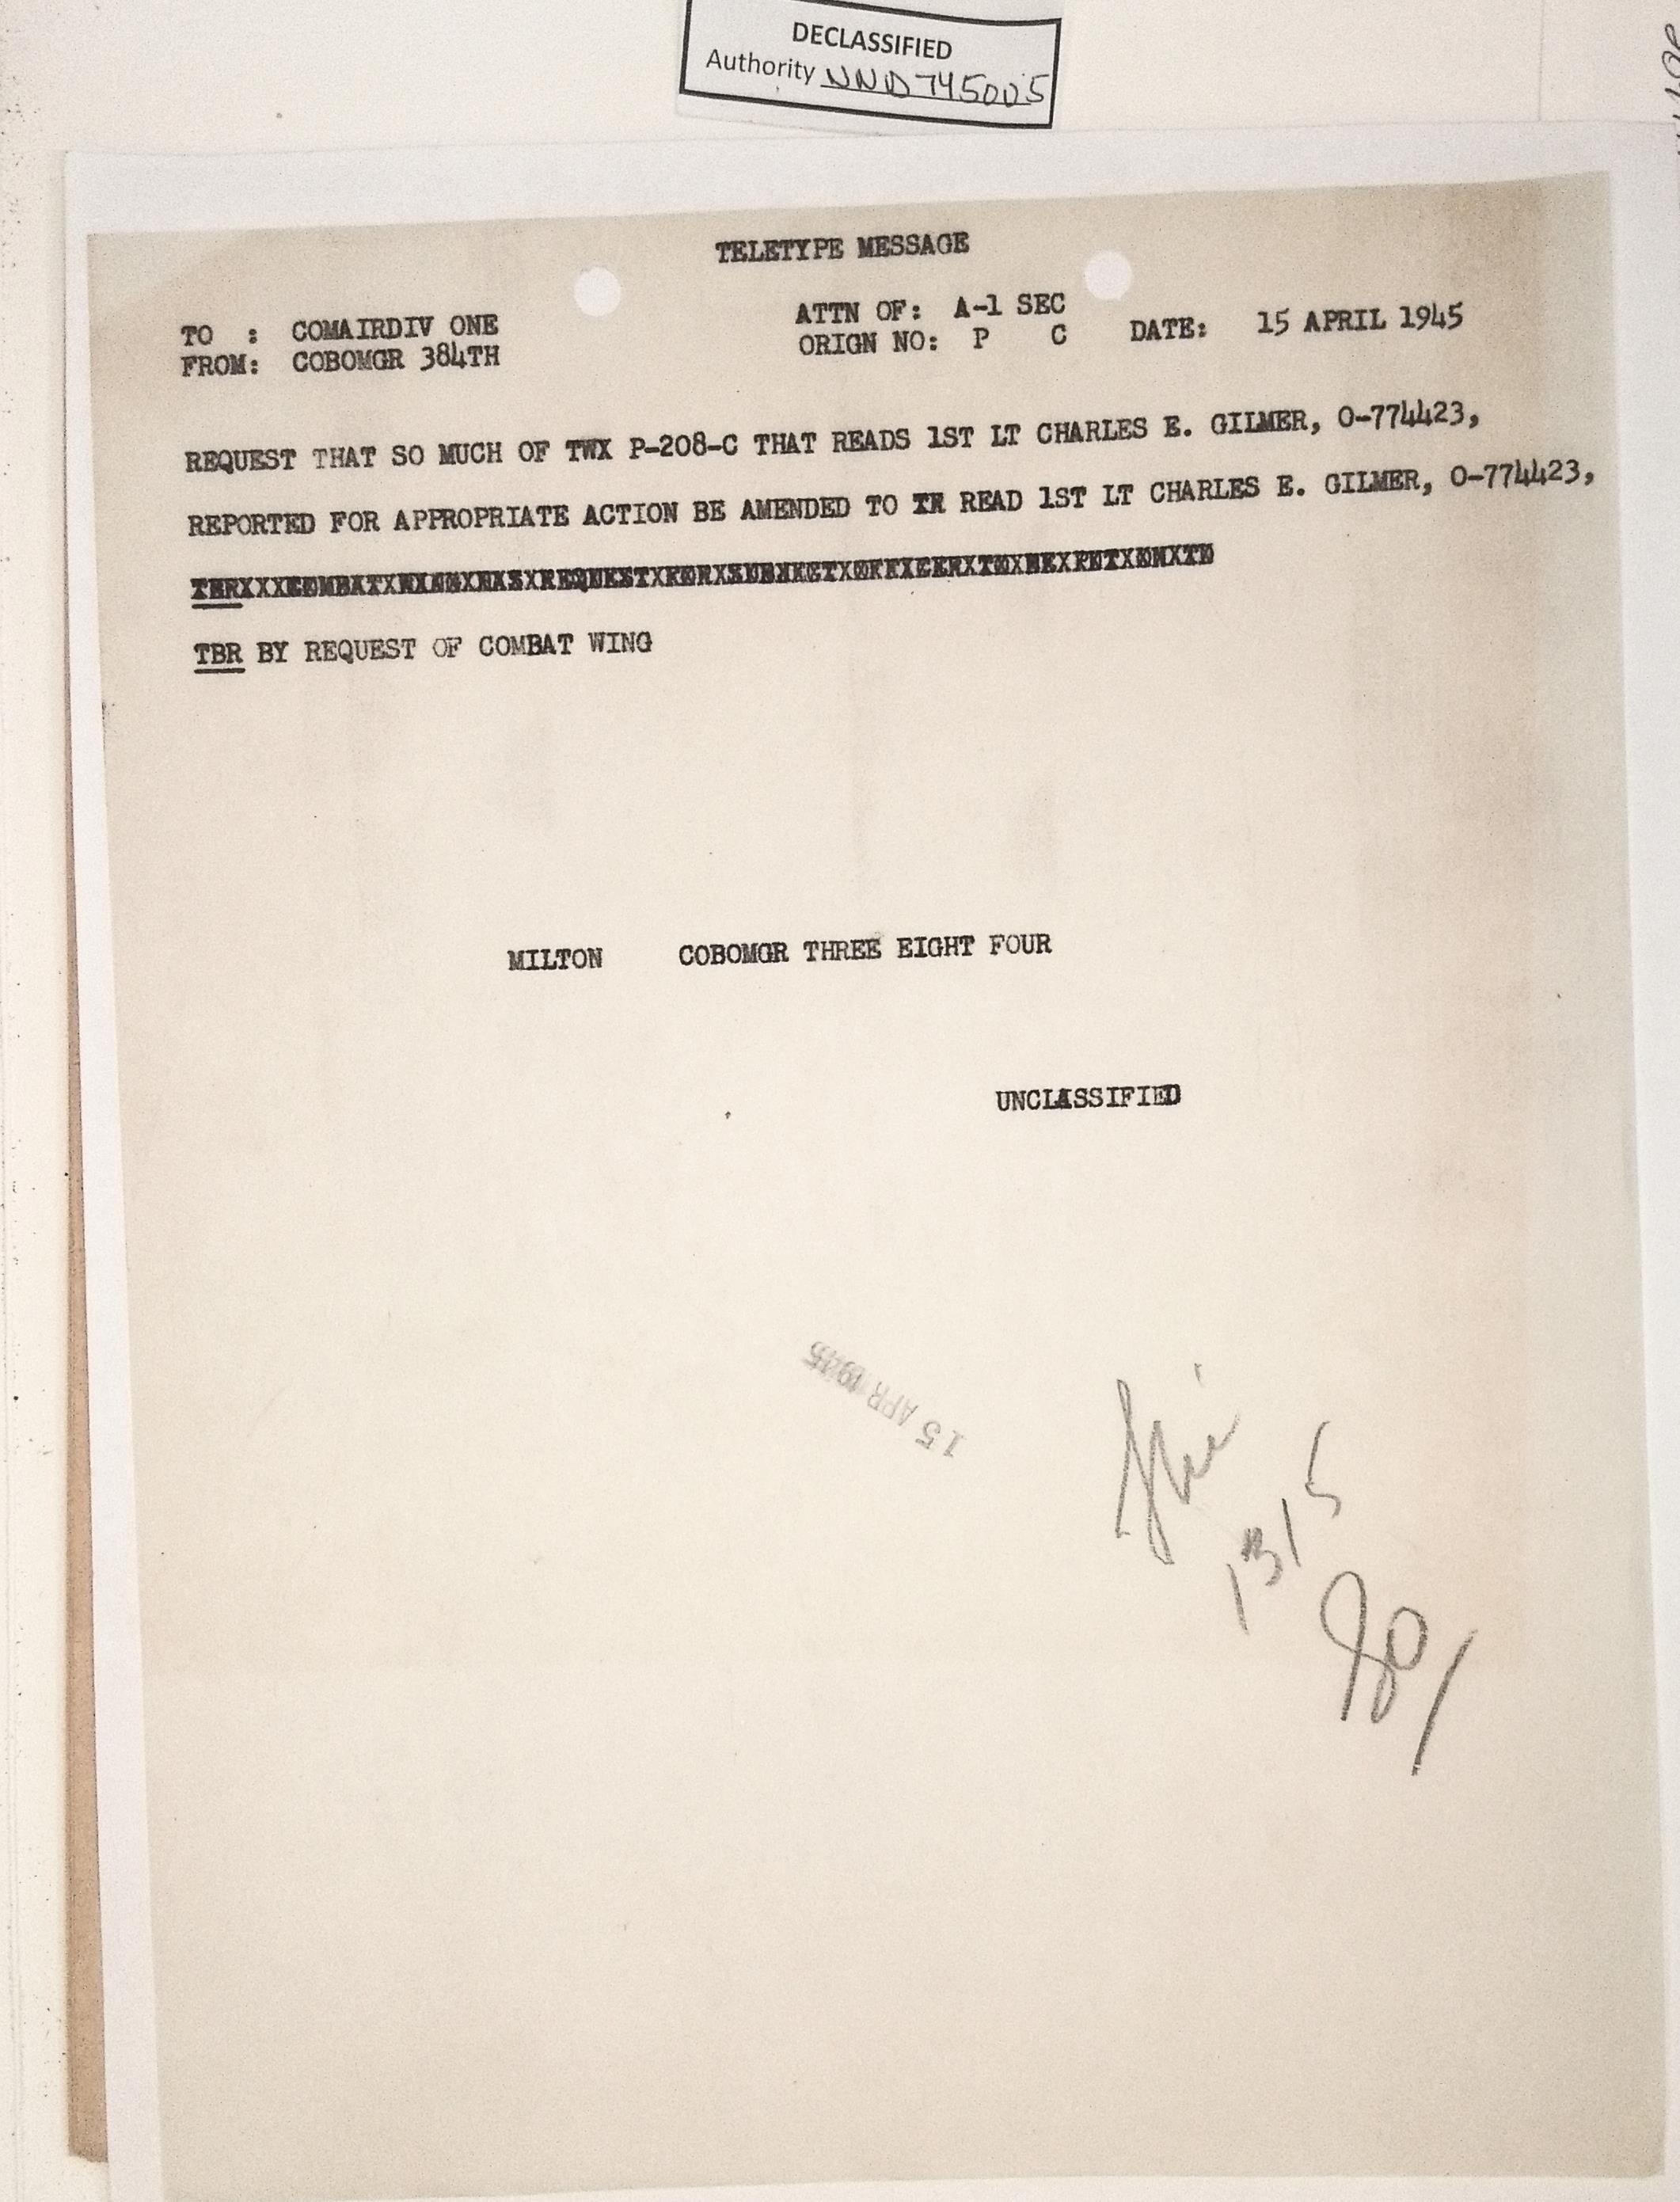 DECLASSIFIED
Authority NND 745005
TELETYPE MESSAGE
TO : COMAIRDIV ONE ATTN OF: A-1 SEC
FROM: COBOMGR 384TH ORIGN NO: P C DATE: 15 APRIL 1945
REQUEST THAT SO MUCH OF TWX P-208-C THAT READS 1ST LT CHARLES E. GILMER, O-774423,
REPORTED FOR APPROPRIATE ACTION BE AMENDED TO READ 1ST LT CHARLES E. GILMER, O-774423,
TBR BY REQUEST OF COMBAT WING
MILTON COBOMGR THREE EIGHT FOUR
UNCLASSIFIED
15 APR 1945
1315